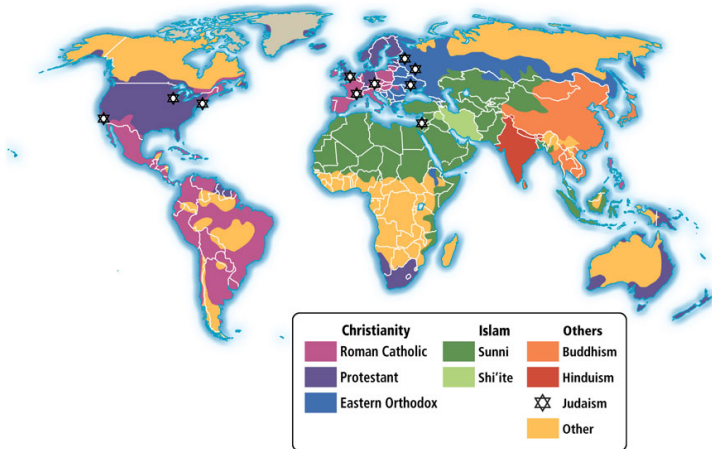 Christianity
Roman Catholic
Protestant
Eastern Orthodox
Islam
Sunni
Shi'ite
Others
Buddhism
Hinduism
Judaism
Other